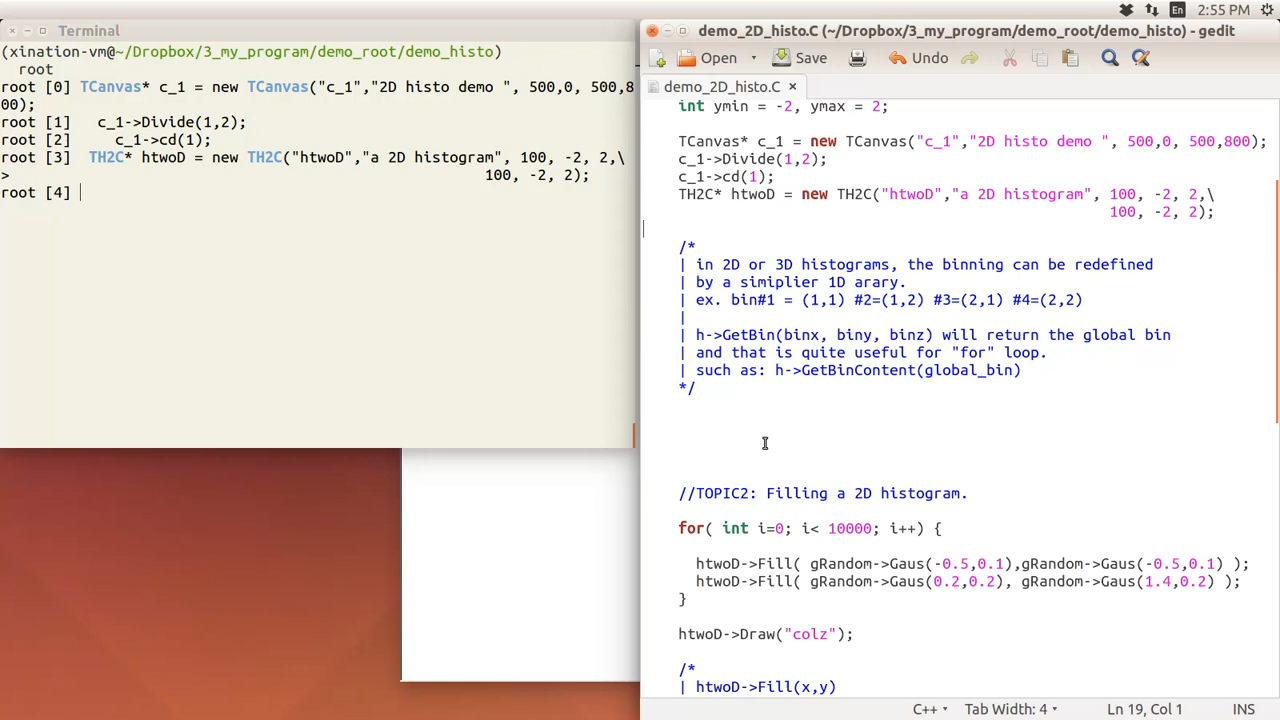 En 2:55 PM
Terminal
(xination-vm@~/Dropbox/3_my_program/demo_root/demo_histo)
root
root [0] TCanvas* c_1 = new TCanvas("c_1","2D histo demo ", 500,0, 500,8
00);
root [1] c_1->Divide(1,2);
root [2] c_1->cd(1);
root [3] TH2C* htwoD = new TH2C("htwoD","a 2D histogram", 100, -2, 2,\
> 100, -2, 2);
root [4]
demo_2D_histo.C (~/Dropbox/3_my_program/demo_root/demo_histo) - gedit
Open Save Undo
demo_2D_histo.C ×
int ymin = -2, ymax = 2;
TCanvas* c_1 = new TCanvas("c_1","2D histo demo ", 500,0, 500,800);
c_1->Divide(1,2);
c_1->cd(1);
TH2C* htwoD = new TH2C("htwoD","a 2D histogram", 100, -2, 2,\
100, -2, 2);
/*
| in 2D or 3D histograms, the binning can be redefined
| by a simiplier 1D arary.
| ex. bin#1 = (1,1) #2=(1,2) #3=(2,1) #4=(2,2)
|
| h->GetBin(binx, biny, binz) will return the global bin
| and that is quite useful for "for" loop.
| such as: h->GetBinContent(global_bin)
*/
//TOPIC2: Filling a 2D histogram.
for( int i=0; i< 10000; i++) {
htwoD->Fill( gRandom->Gaus(-0.5,0.1),gRandom->Gaus(-0.5,0.1) );
htwoD->Fill( gRandom->Gaus(0.2,0.2), gRandom->Gaus(1.4,0.2) );
}
htwoD->Draw("colz");
/*
| htwoD->Fill(x,y)
C++ Tab Width: 4 Ln 19, Col 1 INS